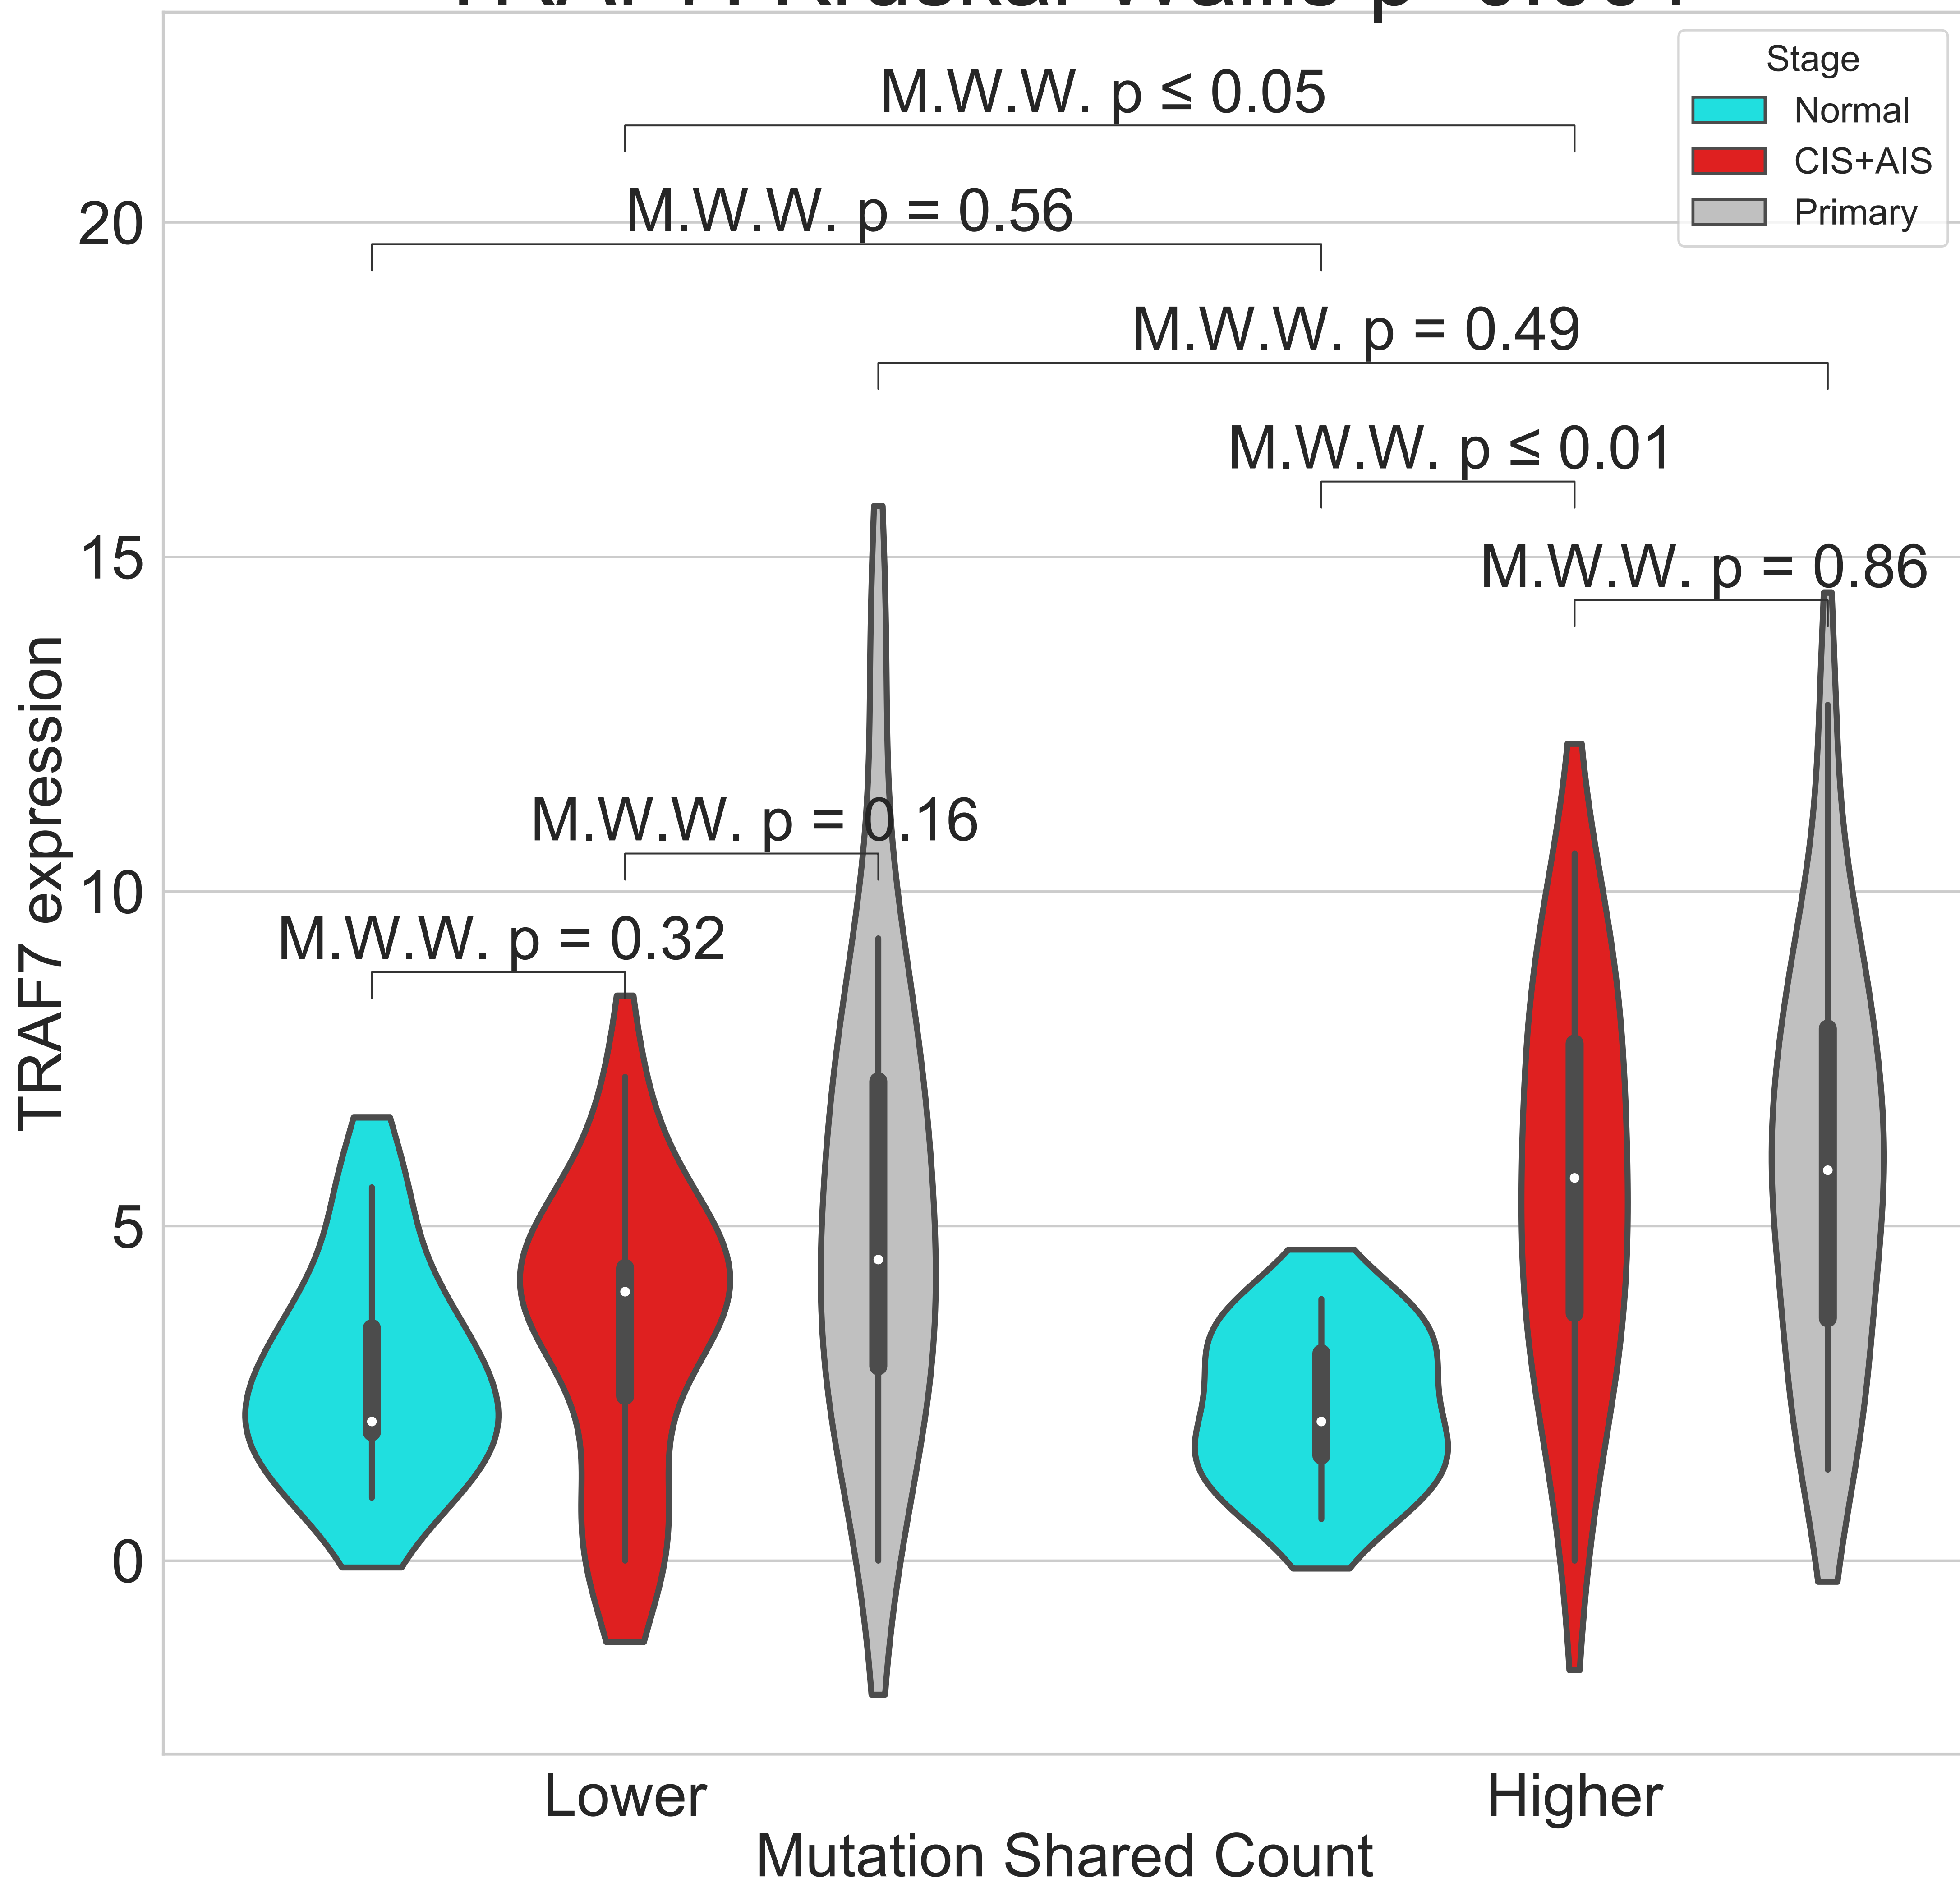 Stage
Normal
CIS+AIS
Primary
M.W.W. p ≤ 0.05
M.W.W. p = 0.56
M.W.W. p = 0.49
M.W.W. p ≤ 0.01
M.W.W. p = 0.86
M.W.W. p = 0.16
M.W.W. p = 0.32
20
15
10
5
0
TRAF7 expression
Lower
Higher
Mutation Shared Count